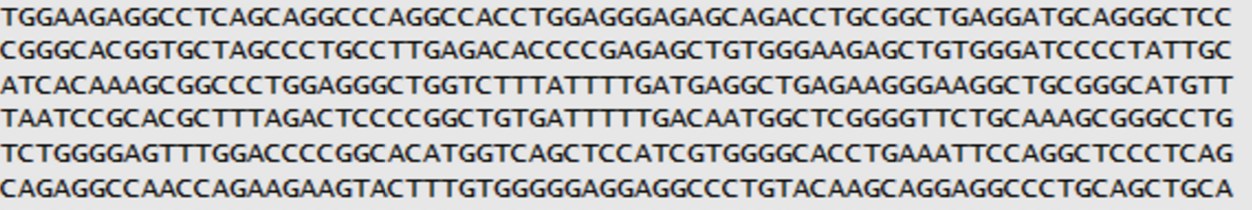 TGGAAGAGGCCTCAGCAGGCCCAGGCCACCTGGAGGGAGAGCAGACCTGCGGCTGAGGATGCAGGGCTCC
CGGGCACGGTGCTAGCCCTGCCTTGAGACACCCCGAGAGCTGTGGGAAGAGCTGTGGGATCCCCTATTGC
ATCACAAAGCGGCCCTGGAGGGCTGGTCTTTATTTTGATGAGGCTGAGAAGGGAAGGCTGCGGGCATGTT
TAATCCGCACGCTTTAGACTCCCCGGCTGTGATTTTTGACAATGGCTCGGGGTTCTGCAAAGCGGGCCTG
TCTGGGGAGTTTGGACCCCGGCACATGGTCAGCTCCATCGTGGGGCACCTGAAATTCCAGGCTCCCTCAG
CAGAGGCCAACCAGAAGAAGTACTTTGTGGGGGAGGAGGCCCTGTACAAGCAGGAGGCCCTGCAGCTGCA